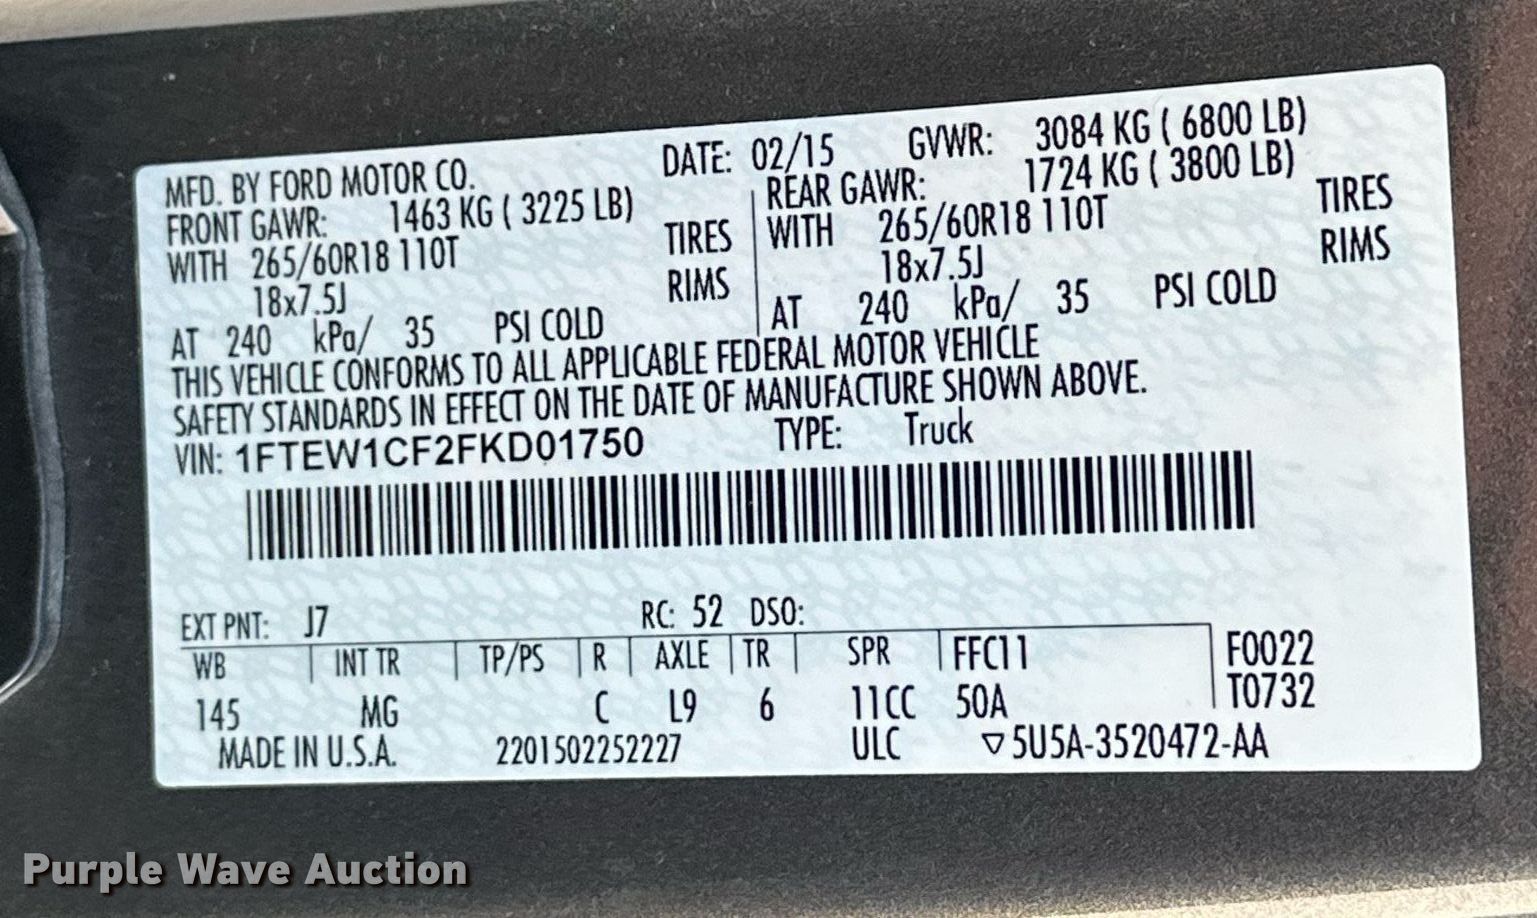 MFD. BY FORD MOTOR CO. DATE: 02/15 GVWR: 3084 KG ( 6800 LB)
FRONT GAWR: 1463 KG ( 3225 LB) REAR GAWR: 1724 KG ( 3800 LB)
WITH 265/60R18 110T TIRES WITH 265/60R18 110T TIRES
18x7.5J RIMS 18x7.5J RIMS
AT 240 kPa/ 35 PSI COLD AT 240 kPa/ 35 PSI COLD
THIS VEHICLE CONFORMS TO ALL APPLICABLE FEDERAL MOTOR VEHICLE
SAFETY STANDARDS IN EFFECT ON THE DATE OF MANUFACTURE SHOWN ABOVE.
VIN: 1FTEW1CF2FKD01750 TYPE: Truck
EXT PNT: J7 RC: 52 DSO:
WB INT TR TP/PS R AXLE TR SPR FFC11 F0022
145 MG C L9 6 11CC 50A T0732
MADE IN U.S.A. 2201502252227 ULC ▽5U5A-3520472-AA
Purple Wave Auction